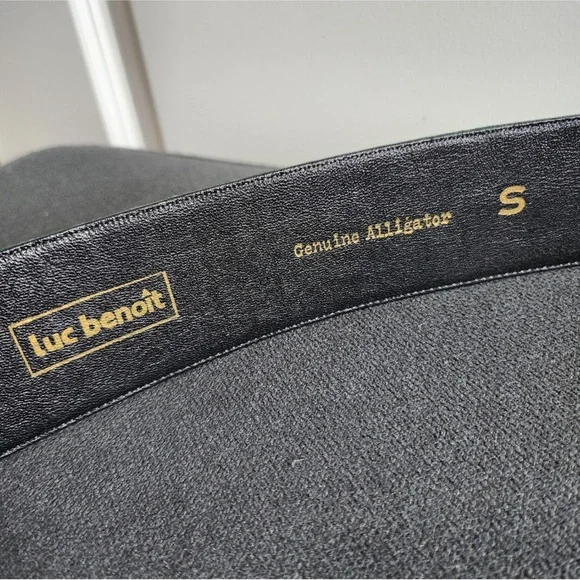 luc benoît
Genuine Alligator
S